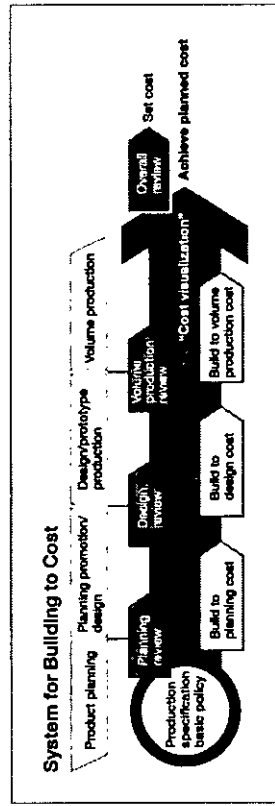 System for Building to Cost
Product planning
Planning promotion/
design
Design/prototype
production
Volume production
Planning
review
Design
review
Volume
production
review
Overall
review
Set cost
Achieve planned cost
"Cost visualization"
Production
specification
basic policy
Build to
planning cost
Build to
design cost
Build to volume
production cost